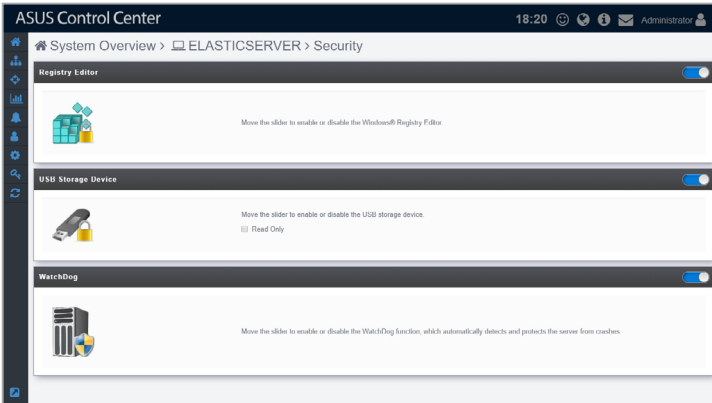 ASUS Control Center
18:20
Administrator
System Overview > ELASTICSERVER > Security
Registry Editor
Move the slider to enable or disable the Windows® Registry Editor.
USB Storage Device
Move the slider to enable or disable the USB storage device.
Read Only
WatchDog
Move the slider to enable or disable the WatchDog function, which automatically detects and protects the server from crashes.